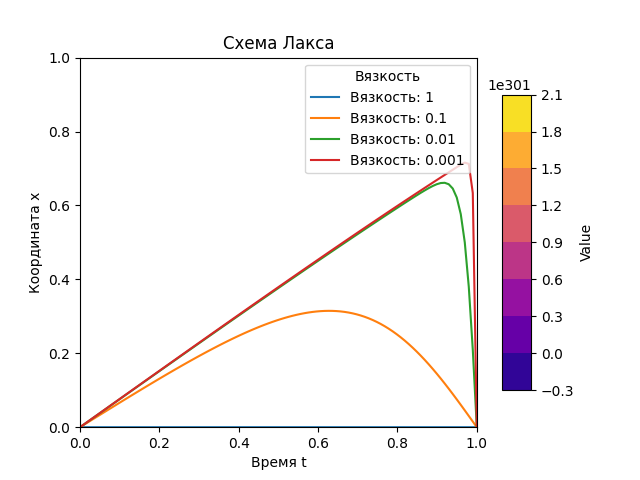 Схема Лакса
Координата x
1.0
0.8
0.6
0.4
0.2
0.0
0.0
0.2
0.4
0.6
0.8
1.0
Время t
Вязкость
Вязкость: 1
Вязкость: 0.1
Вязкость: 0.01
Вязкость: 0.001
1e301
2.1
1.8
1.5
1.2
0.9
0.6
0.3
0.0
−0.3
Value